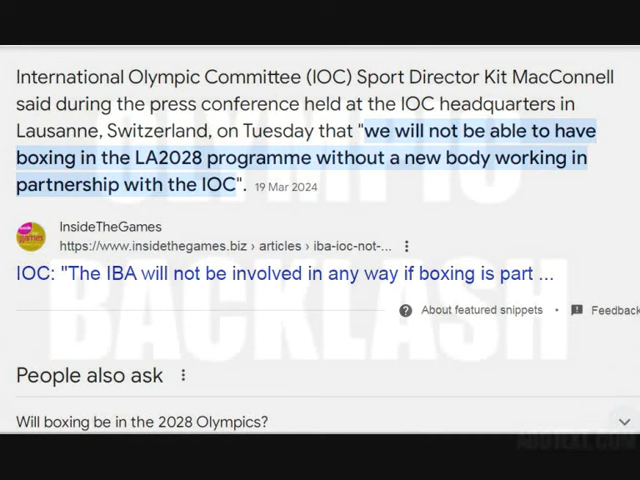 International Olympic Committee (IOC) Sport Director Kit MacConnell
said during the press conference held at the IOC headquarters in
Lausanne, Switzerland, on Tuesday that "we will not be able to have
boxing in the LA2028 programme without a new body working in
partnership with the IOC". 19 Mar 2024
OLYMPIC
InsideTheGames
https://www.insidethegames.biz › articles › iba-ioc-not-...
IOC: "The IBA will not be involved in any way if boxing is part ...
BACKLASH
About featured snippets • Feedback
People also ask
Will boxing be in the 2028 Olympics?
ADDTEXT.COM